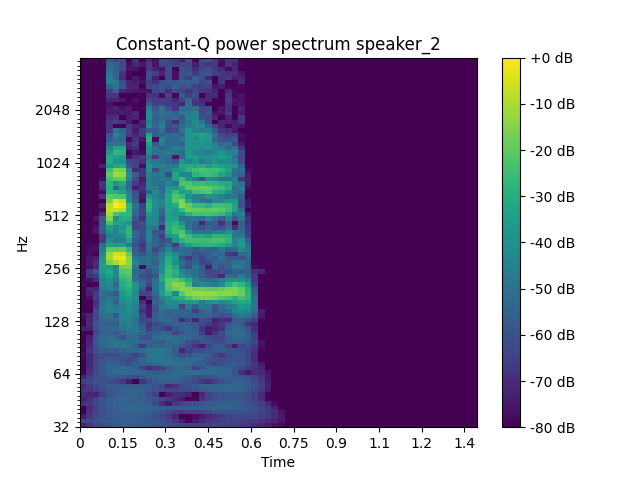 Constant-Q power spectrum speaker_2
Hz
2048
1024
512
256
128
64
32
0 0.15 0.3 0.45 0.6 0.75 0.9 1.1 1.2 1.4
Time
+0 dB
-10 dB
-20 dB
-30 dB
-40 dB
-50 dB
-60 dB
-70 dB
-80 dB